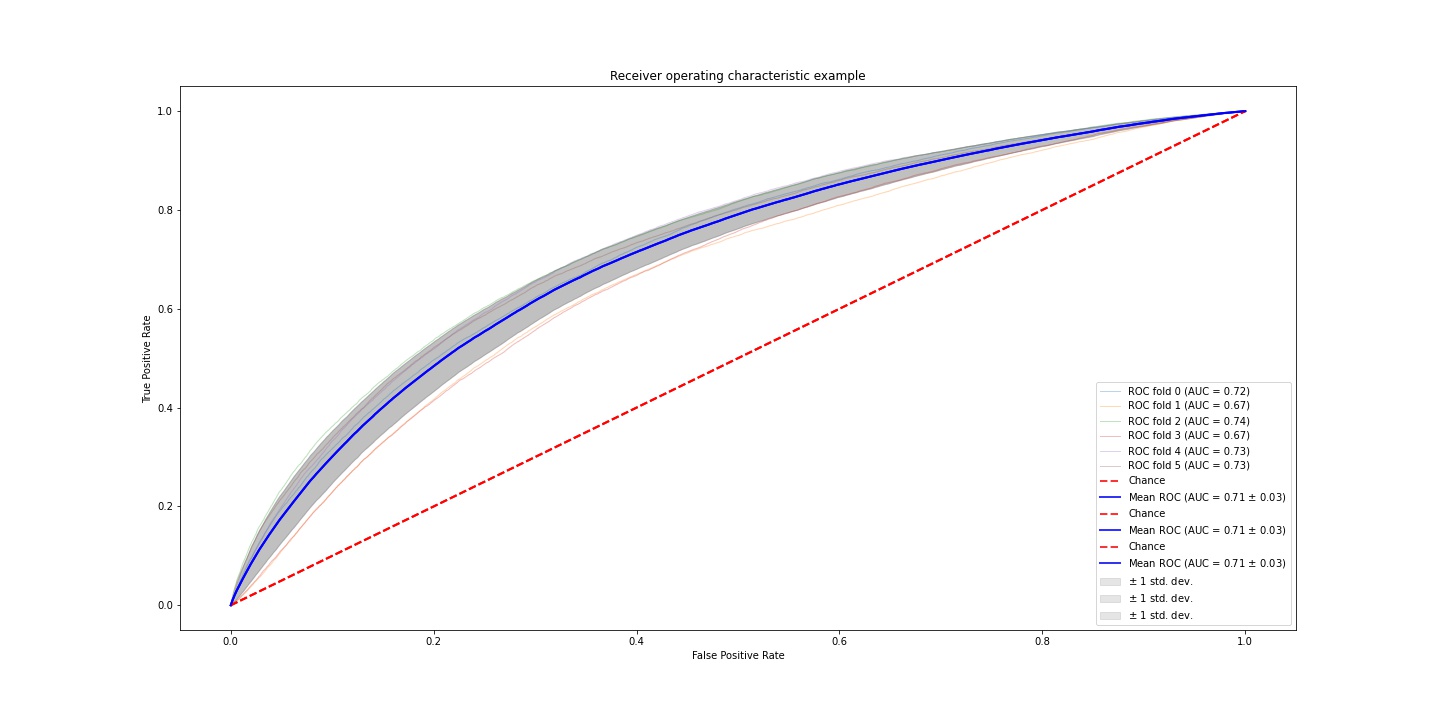 Receiver operating characteristic example
1.0
0.8
0.6
0.4
0.2
0.0
True Positive Rate
ROC fold 0 (AUC = 0.72)
ROC fold 1 (AUC = 0.67)
ROC fold 2 (AUC = 0.74)
ROC fold 3 (AUC = 0.67)
ROC fold 4 (AUC = 0.73)
ROC fold 5 (AUC = 0.73)
Chance
Mean ROC (AUC = 0.71 ± 0.03)
Chance
Mean ROC (AUC = 0.71 ± 0.03)
Chance
Mean ROC (AUC = 0.71 ± 0.03)
± 1 std. dev.
± 1 std. dev.
± 1 std. dev.
0.0 0.2 0.4 0.6 0.8 1.0
False Positive Rate